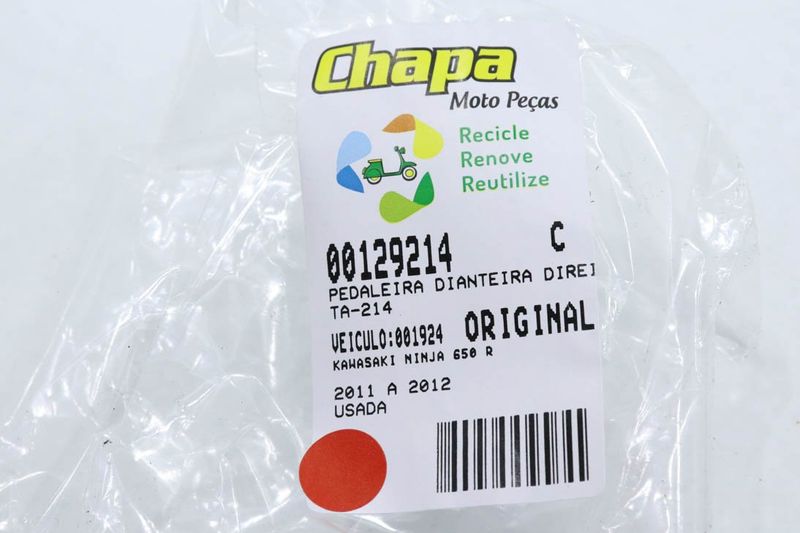 Chapa
Moto Peças
Recicle
Renove
Reutilize
00129214 C
PEDALEIRA DIANTEIRA DIREI
TA-214
VEICULO:001924 ORIGINAL
KAWASAKI NINJA 650 R
2011 A 2012
USADA